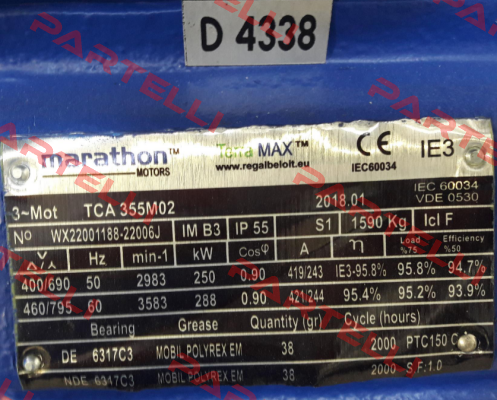 D 4338
PARTELLI
marathon™ Terra MAX™ CE IE3
MOTORS www.regalbeloit.eu IEC60034
IEC 60034
3~Mot TCA 355M02 2018.01 VDE 0530
No WX22001188-22006J IM B3 IP 55 S1 1590 Kg Icl F
V Hz min-1 kW Cosφ A η Load %75 Efficiency %50
400/690 50 2983 250 0.90 419/243 IE3-95.8% 95.8% 94.7%
460/795 60 3583 288 0.90 421/244 95.4% 95.2% 93.9%
Bearing Grease Quantity (gr) Cycle (hours)
DE 6317C3 MOBIL POLYREX EM 38 2000 PTC150 C
NDE 6317C3 MOBIL POLYREX EM 38 2000 S.F:1.0